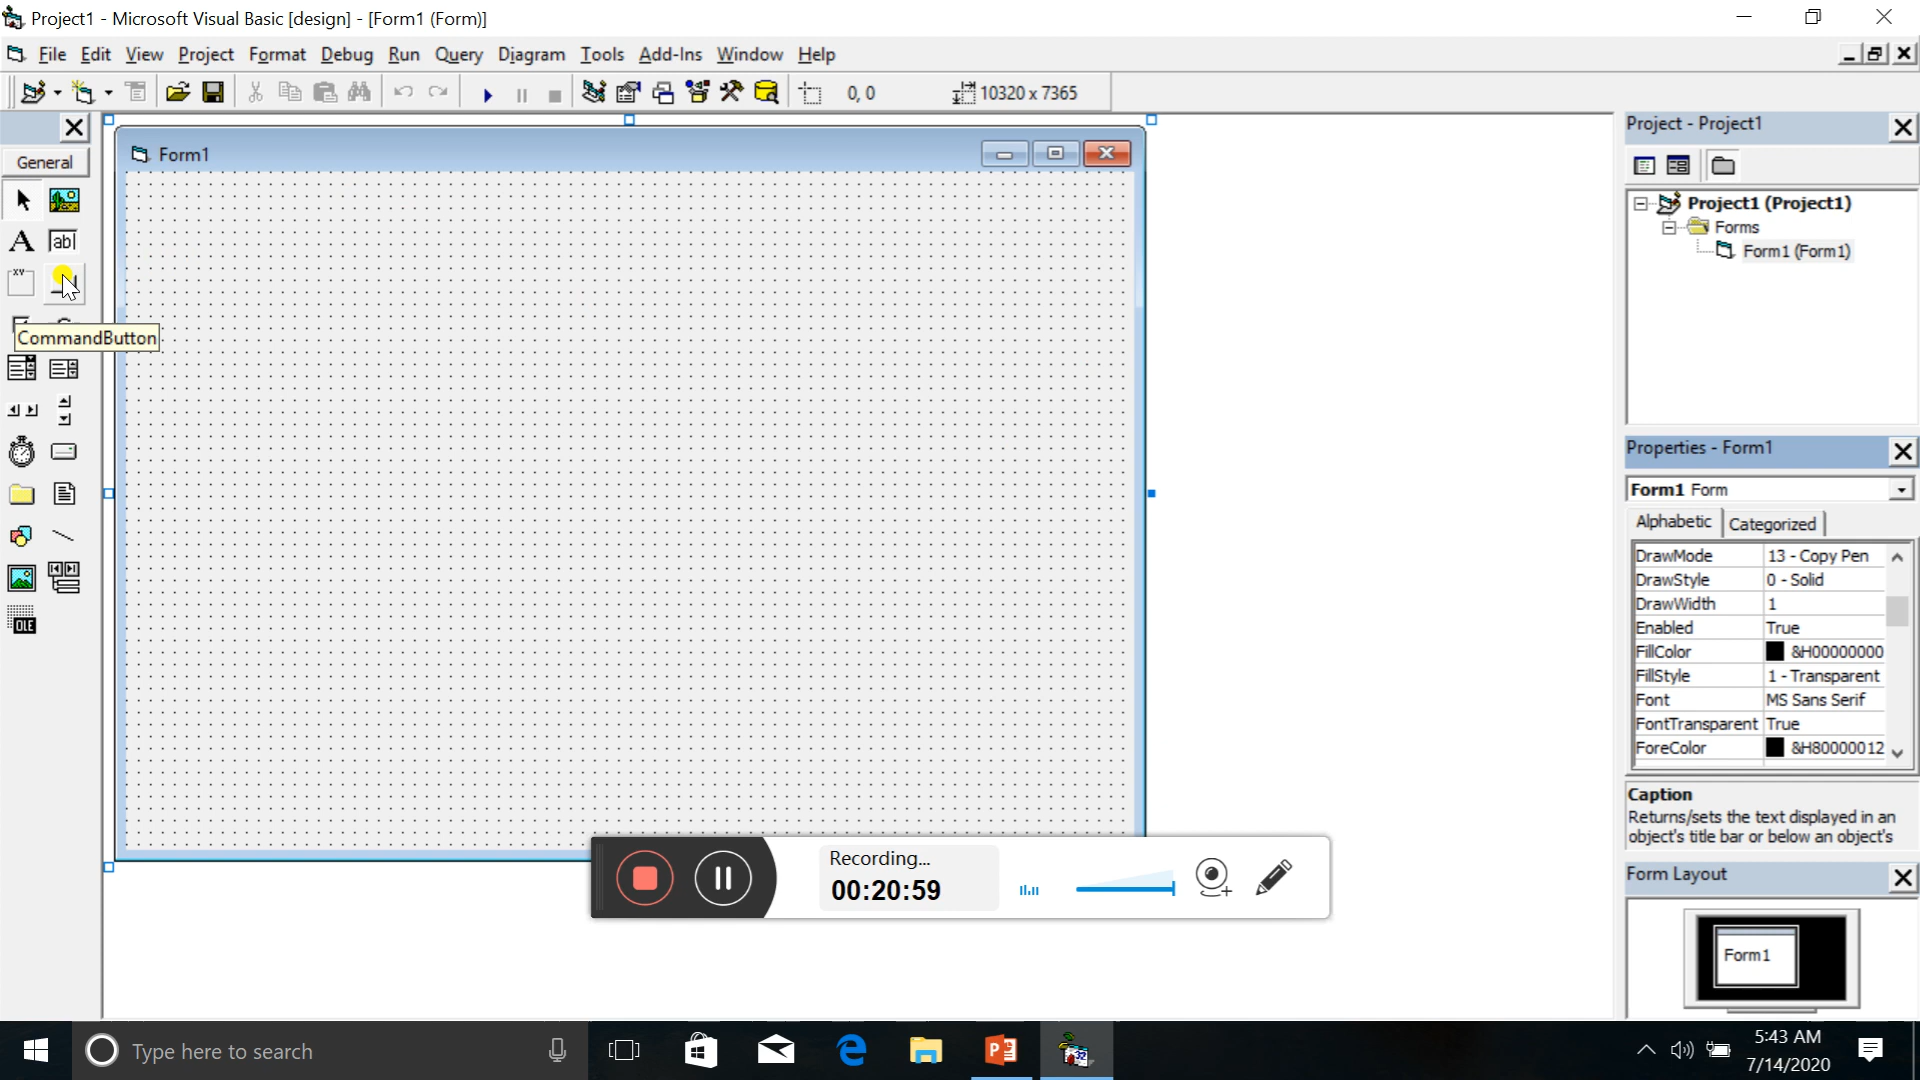 Project1 - Microsoft Visual Basic [design] - [Form1 (Form)]
File Edit View Project Format Debug Run Query Diagram Tools Add-Ins Window Help
0, 0 10320 x 7365
General
A ab|
XY
CommandButton
OLE
Form1
Project - Project1
Project1 (Project1)
Forms
Form1 (Form1)
Properties - Form1
Form1 Form
Alphabetic Categorized
DrawMode 13 - Copy Pen
DrawStyle 0 - Solid
DrawWidth 1
Enabled True
FillColor &H00000000
FillStyle 1 - Transparent
Font MS Sans Serif
FontTransparent True
ForeColor &H80000012
Caption
Returns/sets the text displayed in an
object's title bar or below an object's
Form Layout
Form1
Recording...
00:20:59
Type here to search
5:43 AM
7/14/2020